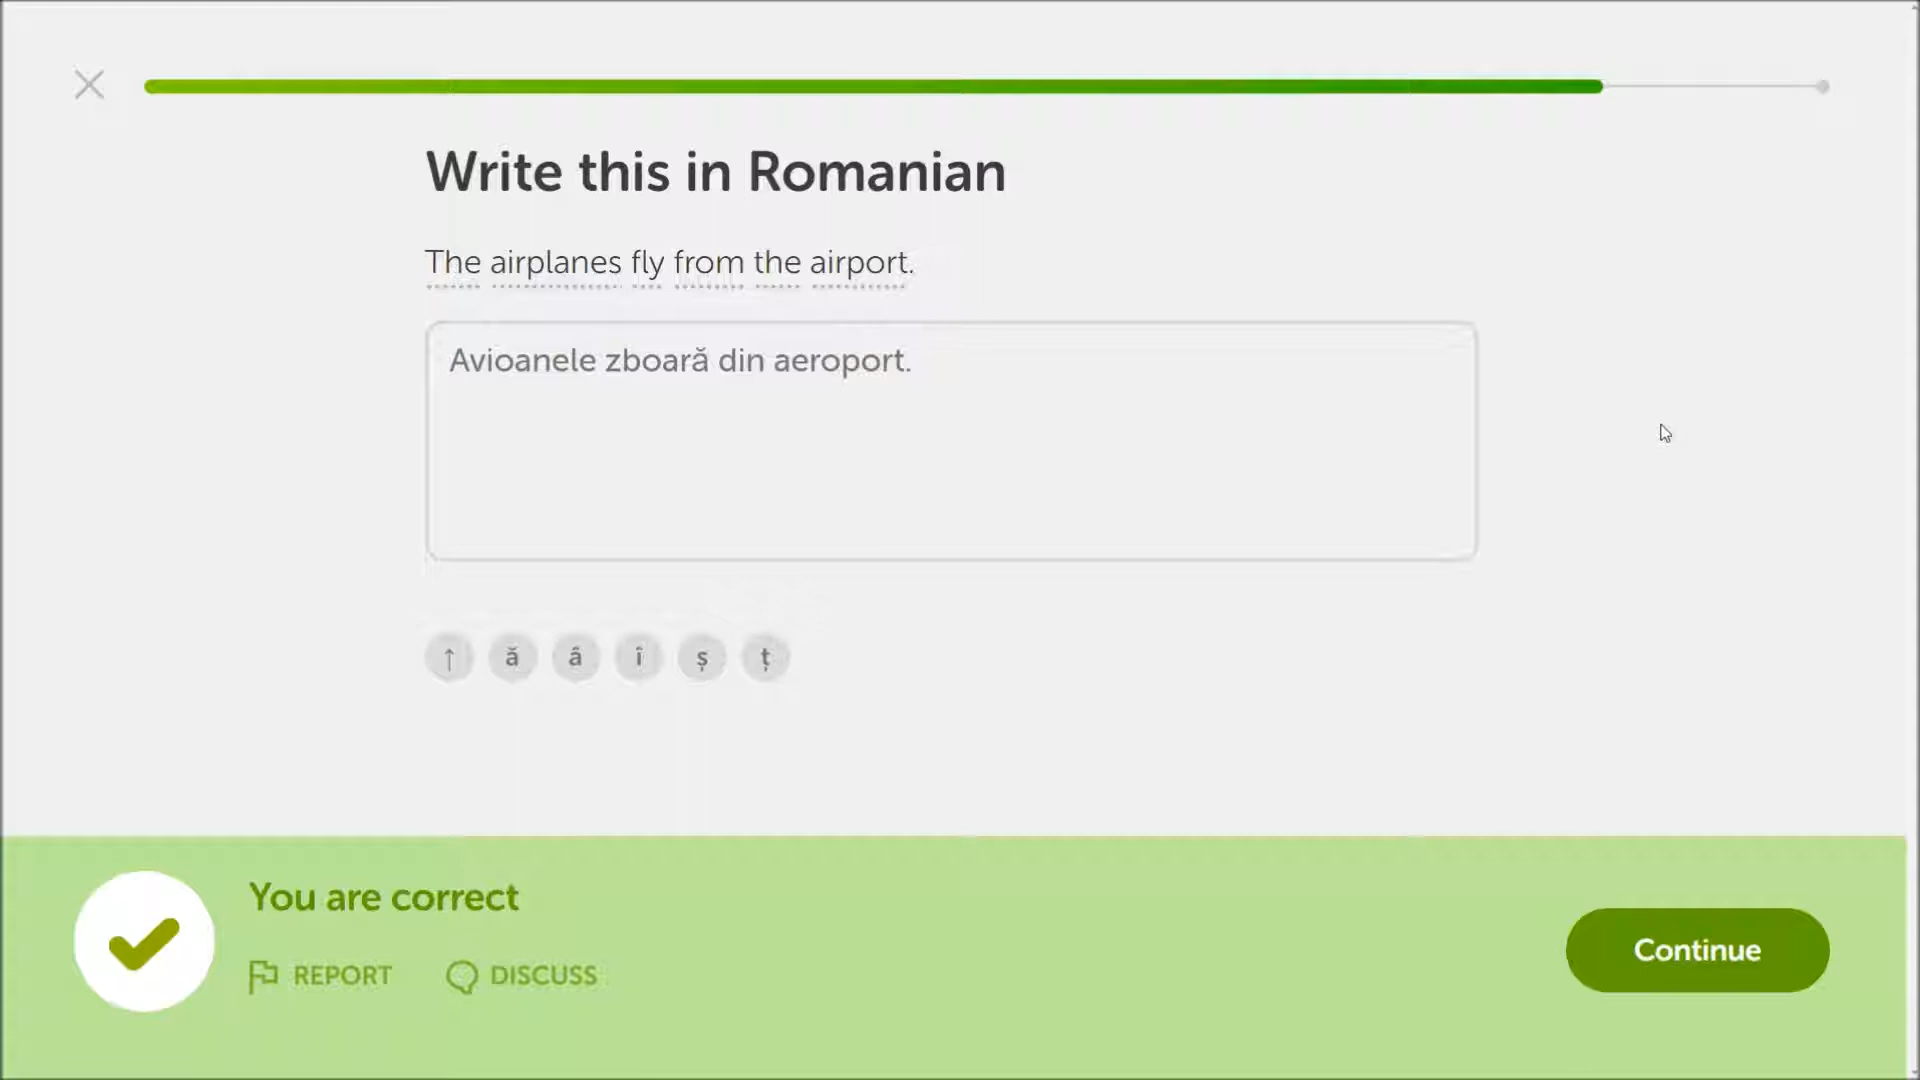 Write this in Romanian
The airplanes fly from the airport.
Avioanele zboară din aeroport.
↑ ă â î ș ț
You are correct
REPORT DISCUSS
Continue